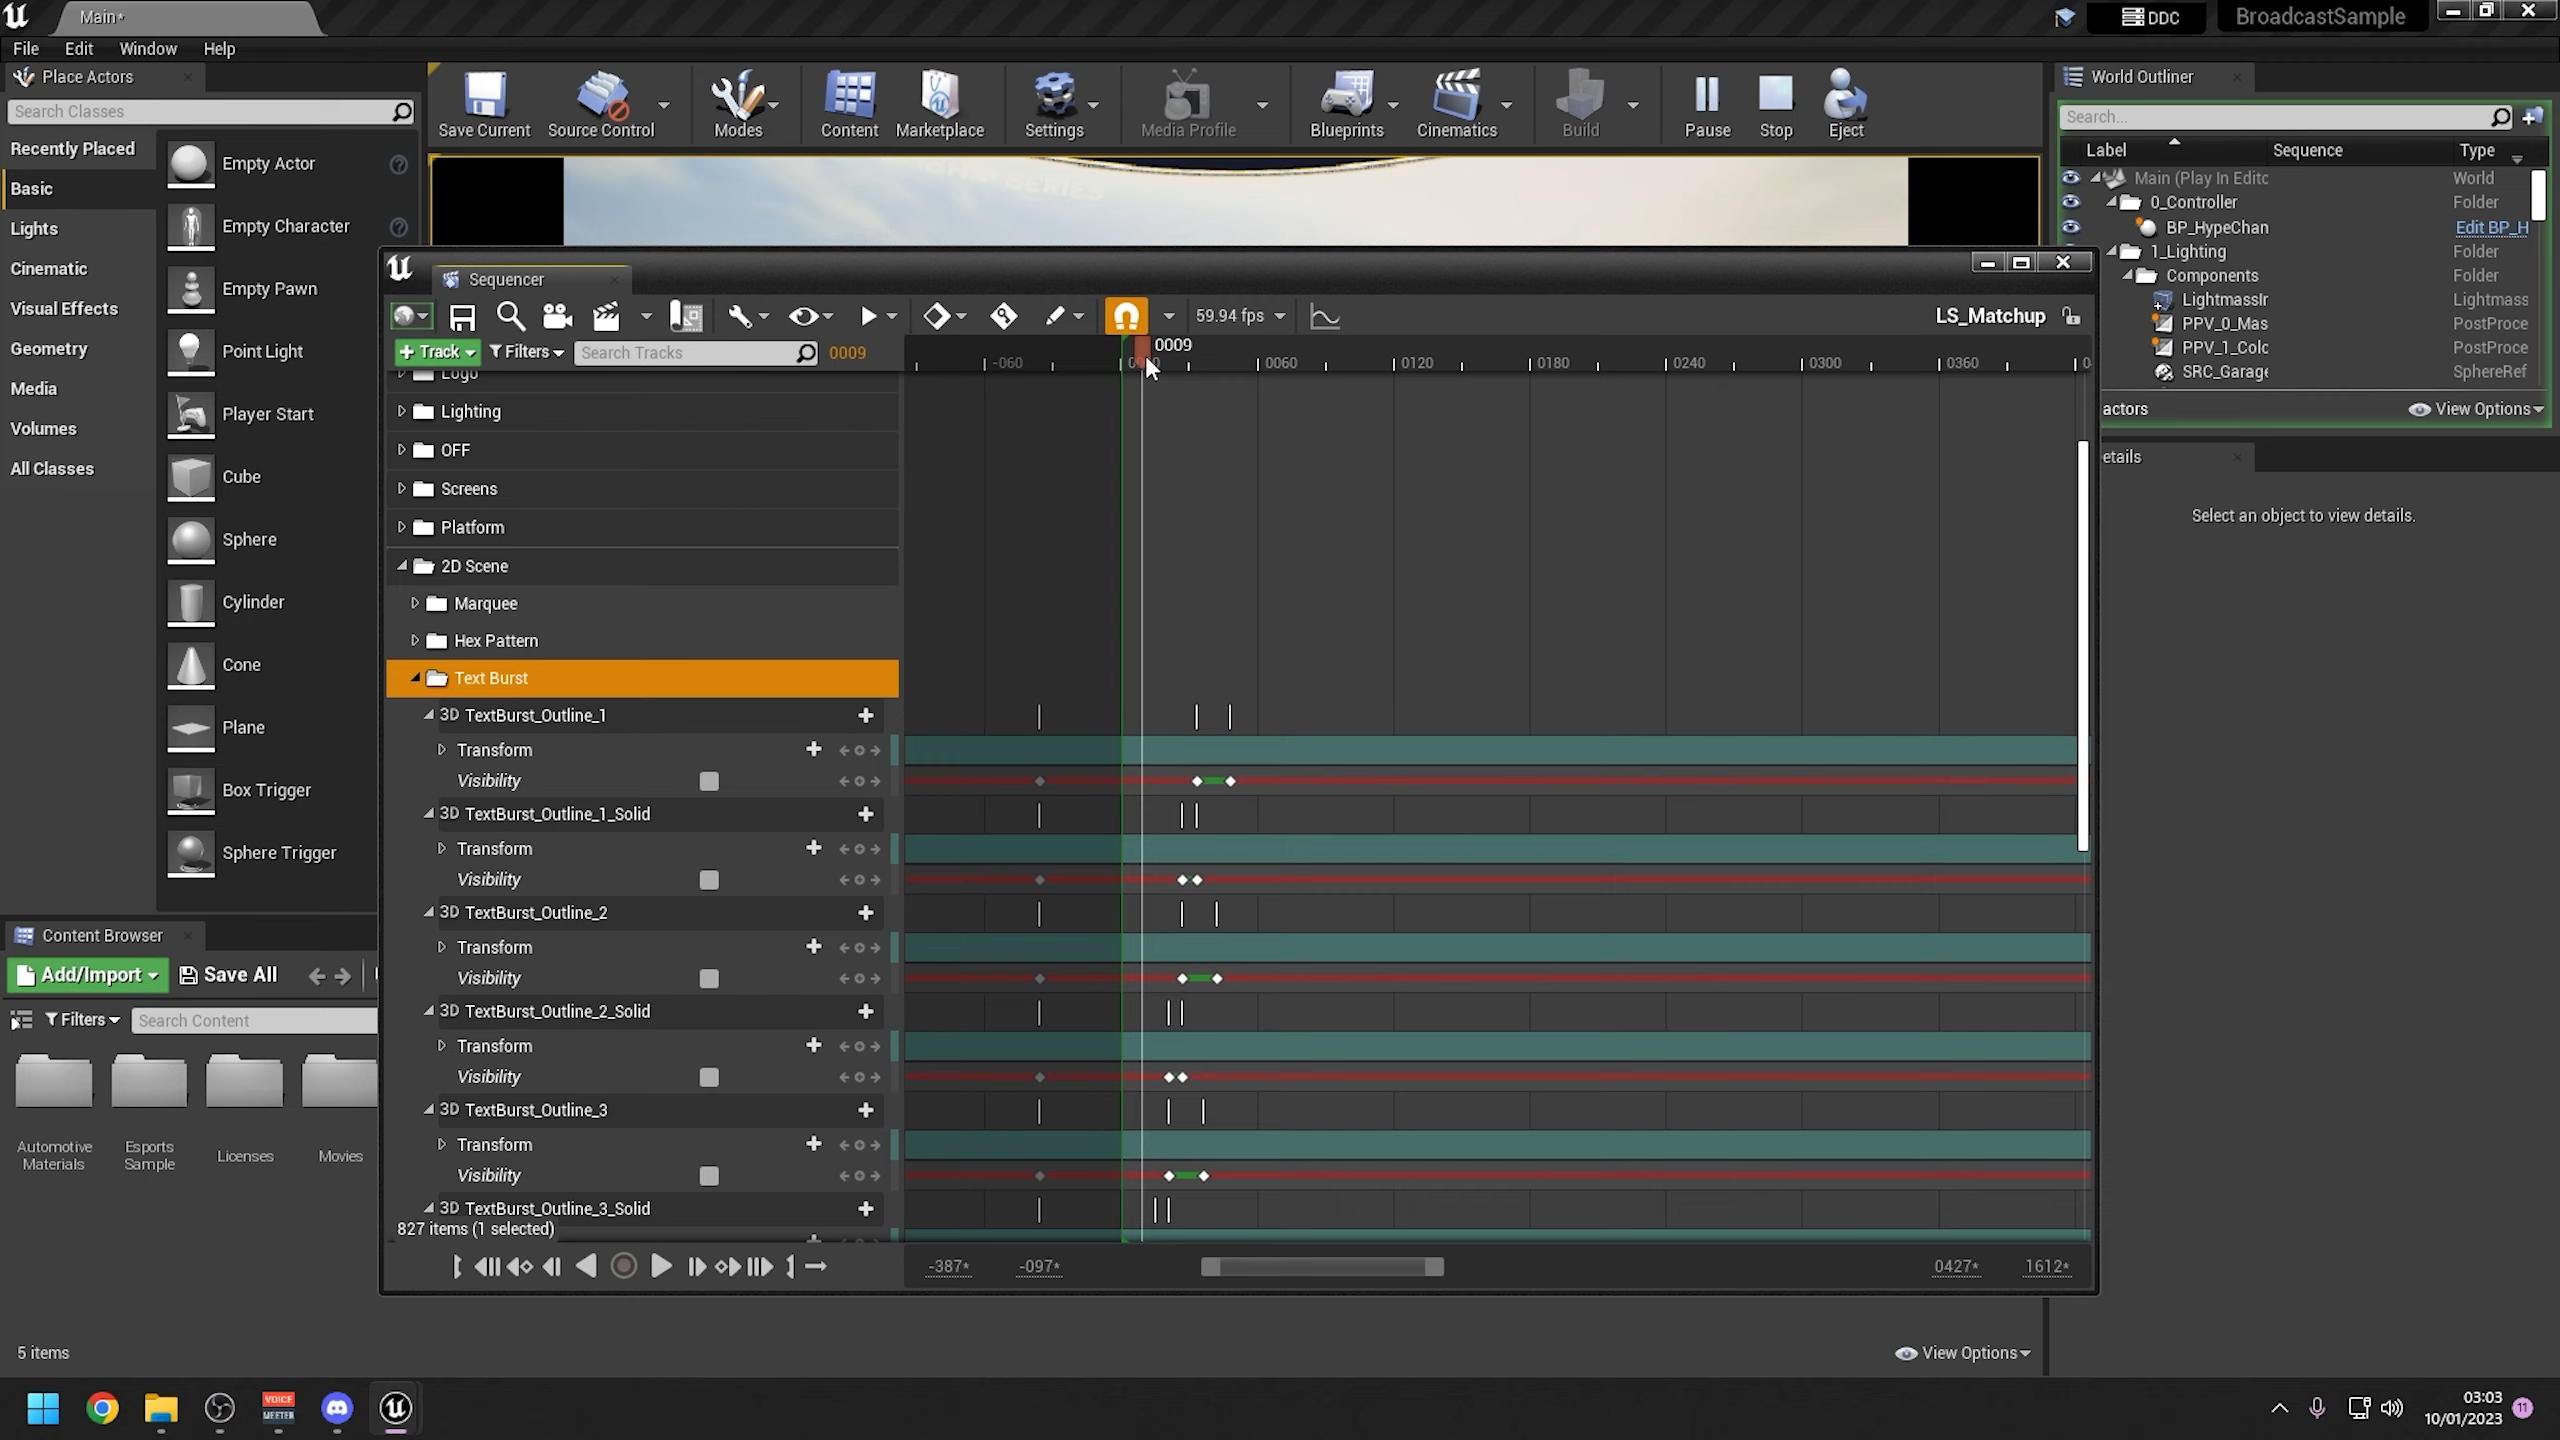 Main*
DDC
BroadcastSample
File Edit Window Help
Place Actors
Search Classes
Recently Placed
Basic
Lights
Cinematic
Visual Effects
Geometry
Media
Volumes
All Classes
Empty Actor
Empty Character
Empty Pawn
Point Light
Player Start
Cube
Sphere
Cylinder
Cone
Plane
Box Trigger
Sphere Trigger
Save Current
Source Control
Modes
Content
Marketplace
Settings
Media Profile
Blueprints
Cinematics
Build
Pause
Stop
Eject
SERIES
World Outliner
Search...
Label Sequence Type
Main (Play In Editc World
0_Controller Folder
BP_HypeChan Edit BP_H
1_Lighting Folder
Components Folder
LightmassIr Lightmass
PPV_0_Mas PostProce
PPV_1_Colc PostProce
SRC_Garage SphereRef
actors View Options
etails
Select an object to view details.
Sequencer
59.94 fps
LS_Matchup
Track Filters Search Tracks 0009
0009
-060 0060 0120 0180 0240 0300 0360
Logo
Lighting
OFF
Screens
Platform
2D Scene
Marquee
Hex Pattern
Text Burst
3D TextBurst_Outline_1
Transform
Visibility
3D TextBurst_Outline_1_Solid
Transform
Visibility
3D TextBurst_Outline_2
Transform
Visibility
3D TextBurst_Outline_2_Solid
Transform
Visibility
3D TextBurst_Outline_3
Transform
Visibility
3D TextBurst_Outline_3_Solid
827 items (1 selected)
-387* -097* 0427* 1612*
Content Browser
Add/Import Save All
Filters Search Content
Automotive Materials
Esports Sample
Licenses
Movies
5 items
View Options
VOICE MEETER
03:03
10/01/2023
11